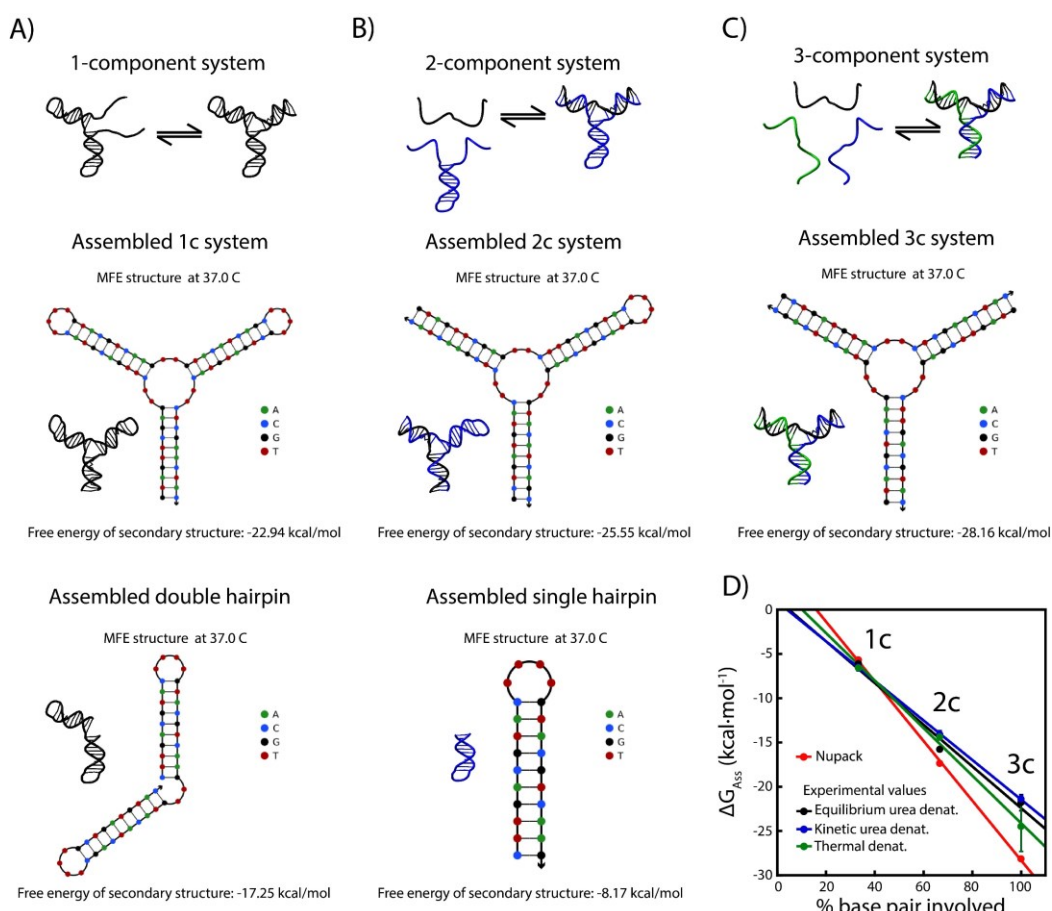 A)
1-component system
B)
2-component system
C)
3-component system
Assembled 1c system
MFE structure at 37.0 C
A
C
G
T
Free energy of secondary structure: -22.94 kcal/mol
Assembled 2c system
MFE structure at 37.0 C
A
C
G
T
Free energy of secondary structure: -25.55 kcal/mol
Assembled 3c system
MFE structure at 37.0 C
A
C
G
T
Free energy of secondary structure: -28.16 kcal/mol
Assembled double hairpin
MFE structure at 37.0 C
A
C
G
T
Free energy of secondary structure: -17.25 kcal/mol
Assembled single hairpin
MFE structure at 37.0 C
A
C
G
T
Free energy of secondary structure: -8.17 kcal/mol
D)
0
-5
-10
-15
-20
-25
-30
ΔG_Ass (kcal·mol⁻¹)
1c
2c
3c
Nupack
Experimental values
Equilibrium urea denat.
Kinetic urea denat.
Thermal denat.
0 20 40 60 80 100
% base pair involved